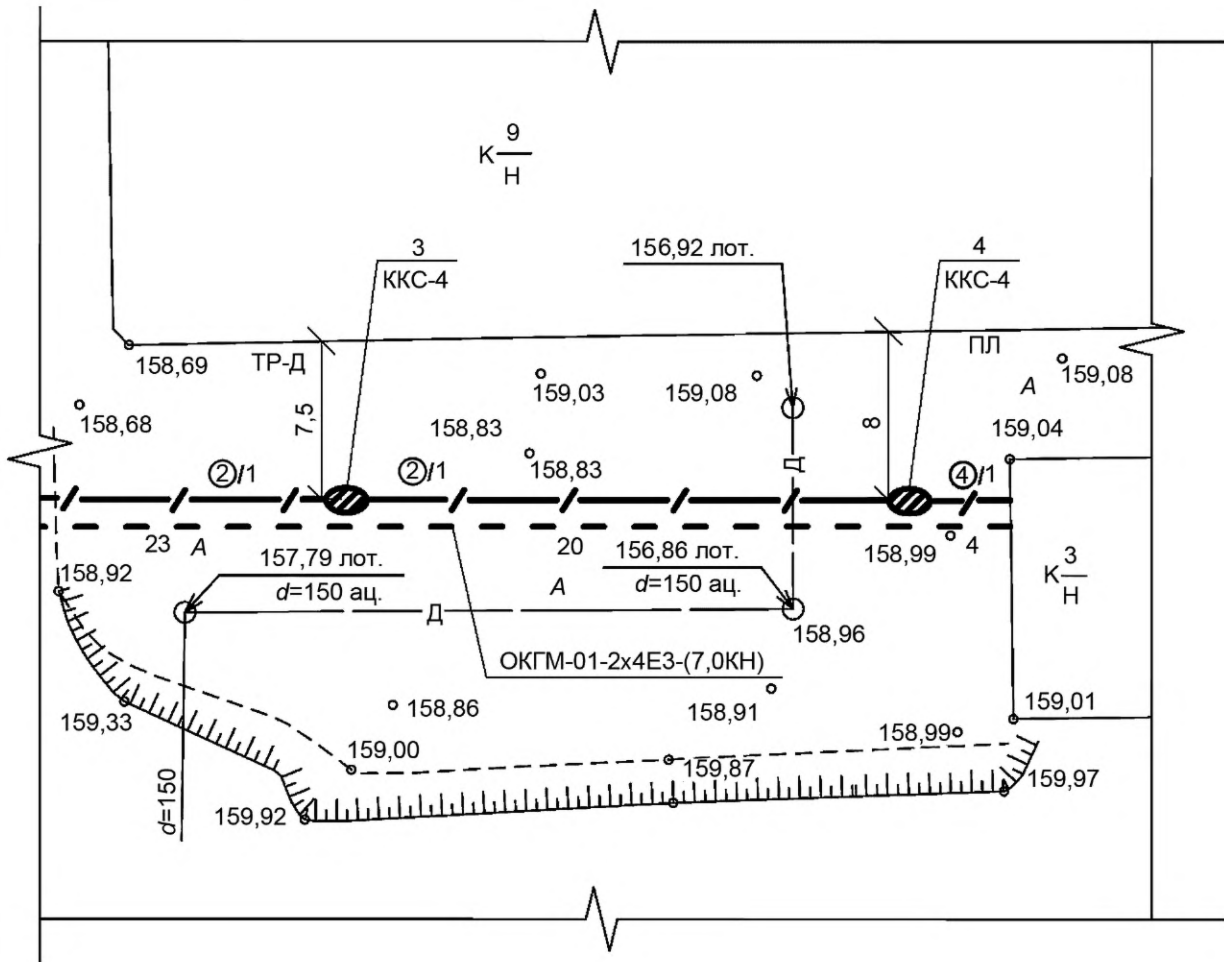 9
К
Н
3
ККС-4
156,92 лот.
4
ККС-4
158,69
ТР-Д
ПЛ
159,03
159,08
А
159,08
158,68
7,5
158,83
8
159,04
158,83
Д
2/1
2/1
4/1
23
А
20
158,99
4
157,79 лот.
d=150 ац.
А
156,86 лот.
d=150 ац.
158,92
3
К
Н
Д
158,96
ОКГМ-01-2х4Е3-(7,0КН)
159,33
158,86
158,91
159,01
158,99
159,00
159,87
159,97
d=150
159,92